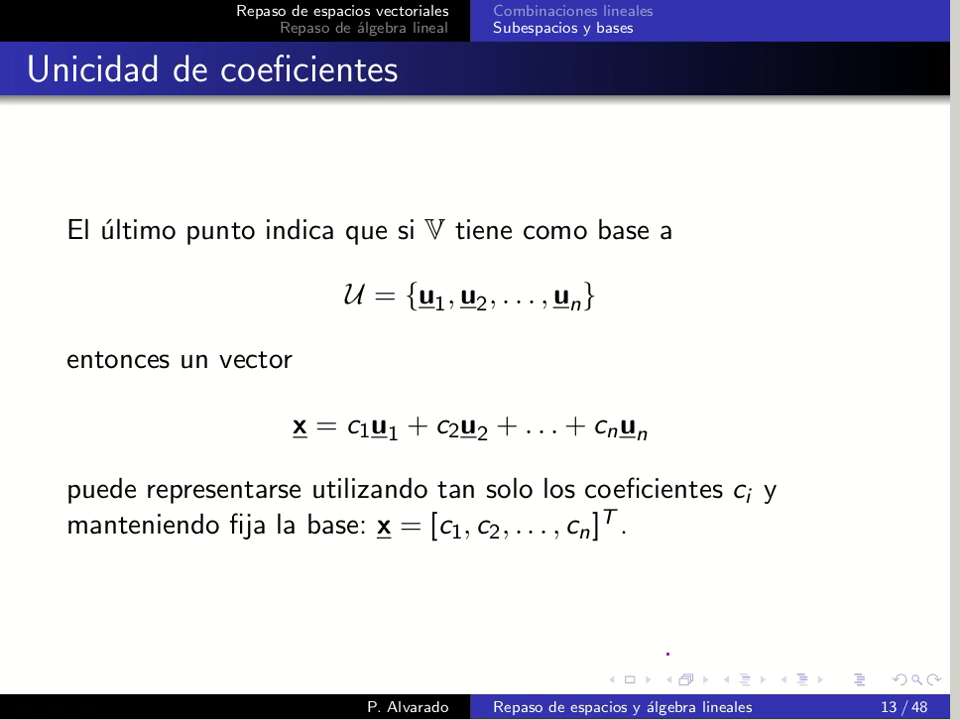 Repaso de espacios vectoriales
Repaso de álgebra lineal
Combinaciones lineales
Subespacios y bases
Unicidad de coeficientes
El último punto indica que si 𝕍 tiene como base a
𝒰 = {u₁, u₂, . . . , uₙ}
entonces un vector
x = c₁u₁ + c₂u₂ + . . . + cₙuₙ
puede representarse utilizando tan solo los coeficientes cᵢ y
manteniendo fija la base: x = [c₁, c₂, . . . , cₙ]ᵀ.
P. Alvarado
Repaso de espacios y álgebra lineales
13 / 48